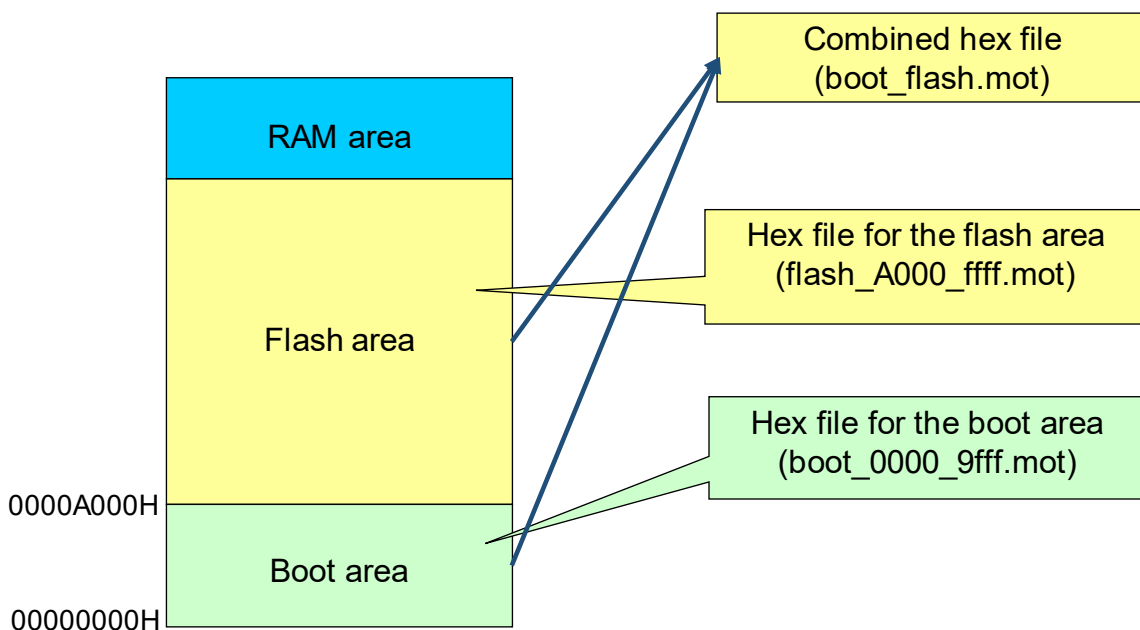 Combined hex file
(boot_flash.mot)
RAM area
Hex file for the flash area
(flash_A000_ffff.mot)
Flash area
Hex file for the boot area
(boot_0000_9fff.mot)
0000A000H
Boot area
00000000H